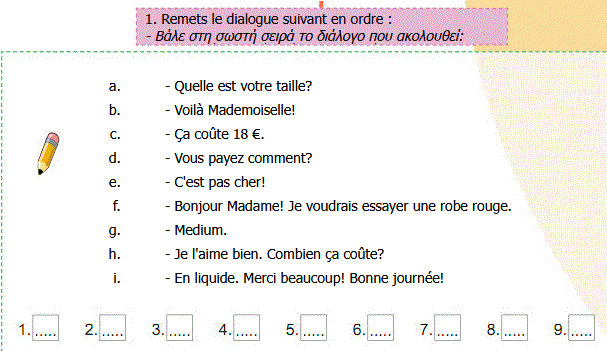 1. Remets le dialogue suivant en ordre :
- Βάλε στη σωστή σειρά το διάλογο που ακολουθεί:
a. - Quelle est votre taille?
b. - Voilà Mademoiselle!
c. - Ça coûte 18 €.
d. - Vous payez comment?
e. - C'est pas cher!
f. - Bonjour Madame! Je voudrais essayer une robe rouge.
g. - Medium.
h. - Je l'aime bien. Combien ça coûte?
i. - En liquide. Merci beaucoup! Bonne journée!
1. ..... 2. ..... 3. ..... 4. ..... 5. ..... 6. ..... 7. ..... 8. ..... 9. .....